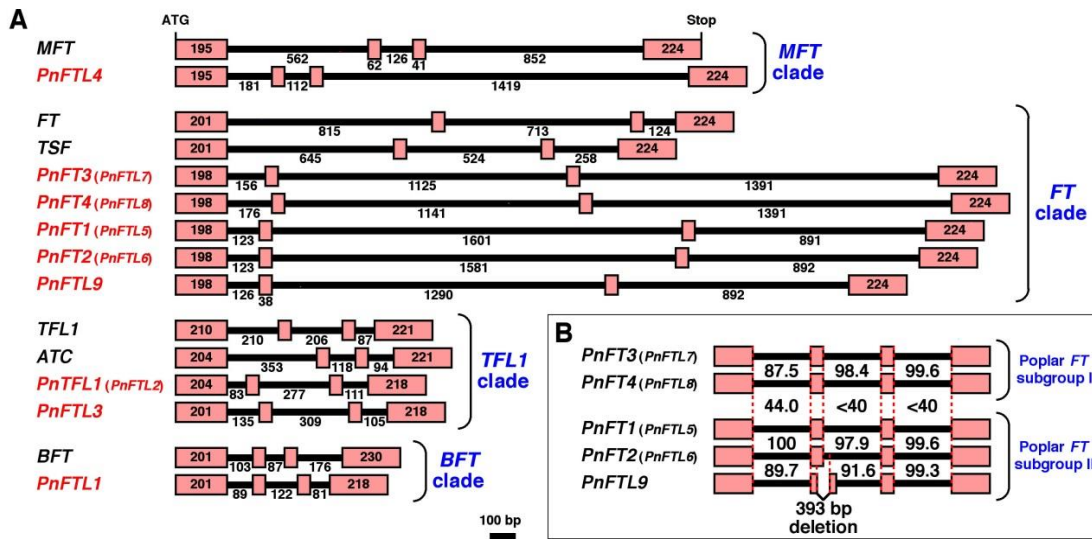 A
ATG Stop
MFT 195 562 62 126 41 852 224
PnFTL4 195 181 112 1419 224
MFT
clade
FT 201 815 713 124 224
TSF 201 645 524 258 224
PnFT3 (PnFTL7) 198 156 1125 1391 224
PnFT4 (PnFTL8) 198 176 1141 1391 224
PnFT1 (PnFTL5) 198 123 1601 891 224
PnFT2 (PnFTL6) 198 123 1581 892 224
PnFTL9 198 126 38 1290 892 224
FT
clade
TFL1 210 210 206 87 221
ATC 204 353 118 94 221
PnTFL1 (PnFTL2) 204 83 277 111 218
PnFTL3 201 135 309 105 218
TFL1
clade
BFT 201 103 87 176 230
PnFTL1 201 89 122 81 218
BFT
clade
100 bp
B
PnFT3 (PnFTL7)
87.5 98.4 99.6
PnFT4 (PnFTL8)
Poplar FT
subgroup I
44.0 <40 <40
PnFT1 (PnFTL5)
100 97.9 99.6
PnFT2 (PnFTL6)
89.7 91.6 99.3
PnFTL9
Poplar FT
subgroup II
393 bp
deletion